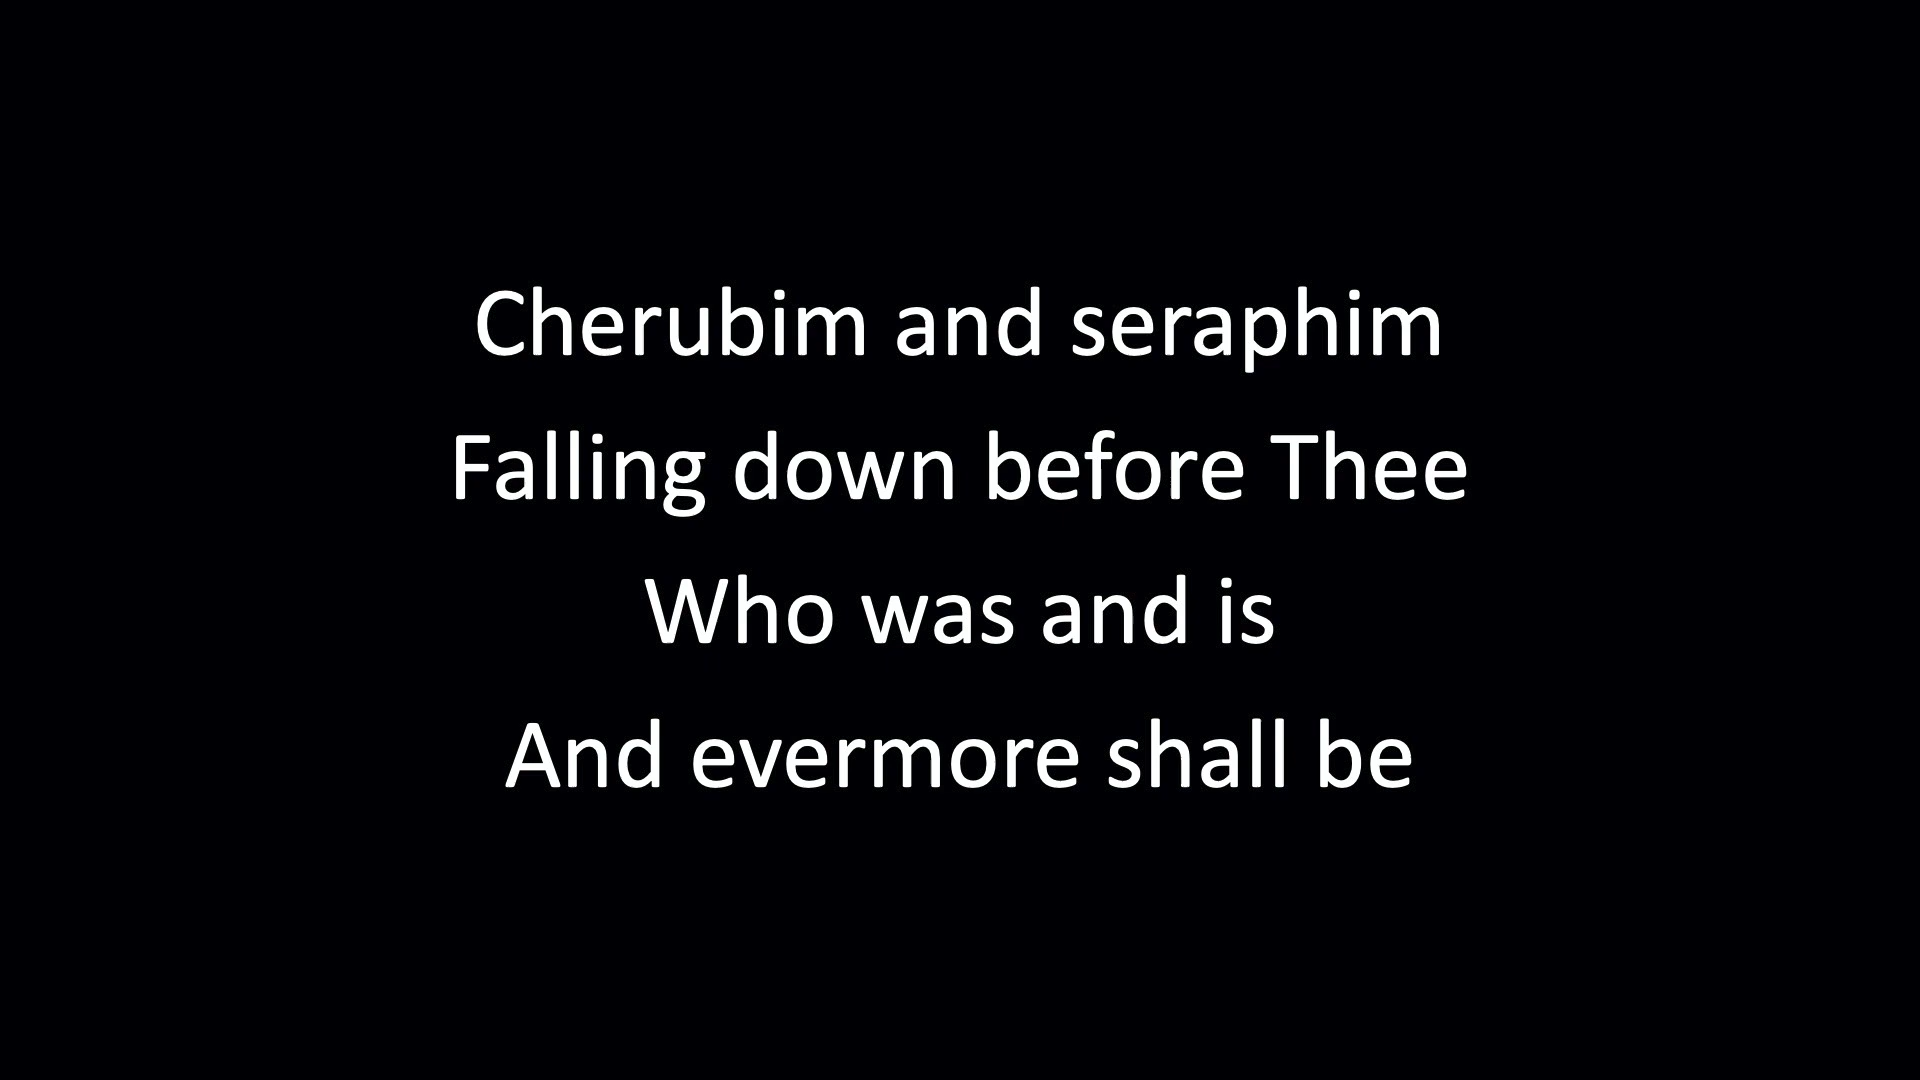 Cherubim and seraphim
Falling down before Thee
Who was and is
And evermore shall be